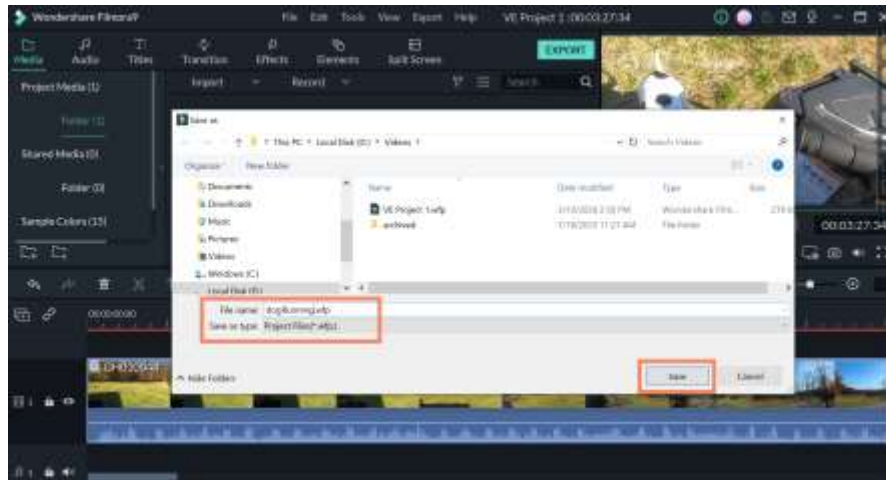 Wondershare Filmora9
File Edit Tools View Export Help VE Project 1 : 00:03:27:34
Media Audio Titles Transition Effects Elements Split Screen
EXPORT
Import Record Search
Project Media (1)
Folder (1)
Shared Media (0)
Folder (0)
Sample Colors (15)
Save as
This PC > Local Disk (D:) > Videos >
Search Videos
Organize New folder
Name Date modified Type Size
Documents
Downloads
Music
Pictures
Videos
Windows (C:)
Local Disk (D:)
VE Project 1.wfp
archived
File folder
File name:
Save as type: Project Files(*.wfp)
Hide Folders
Save Cancel
00:03:27:34
00:00:00:00